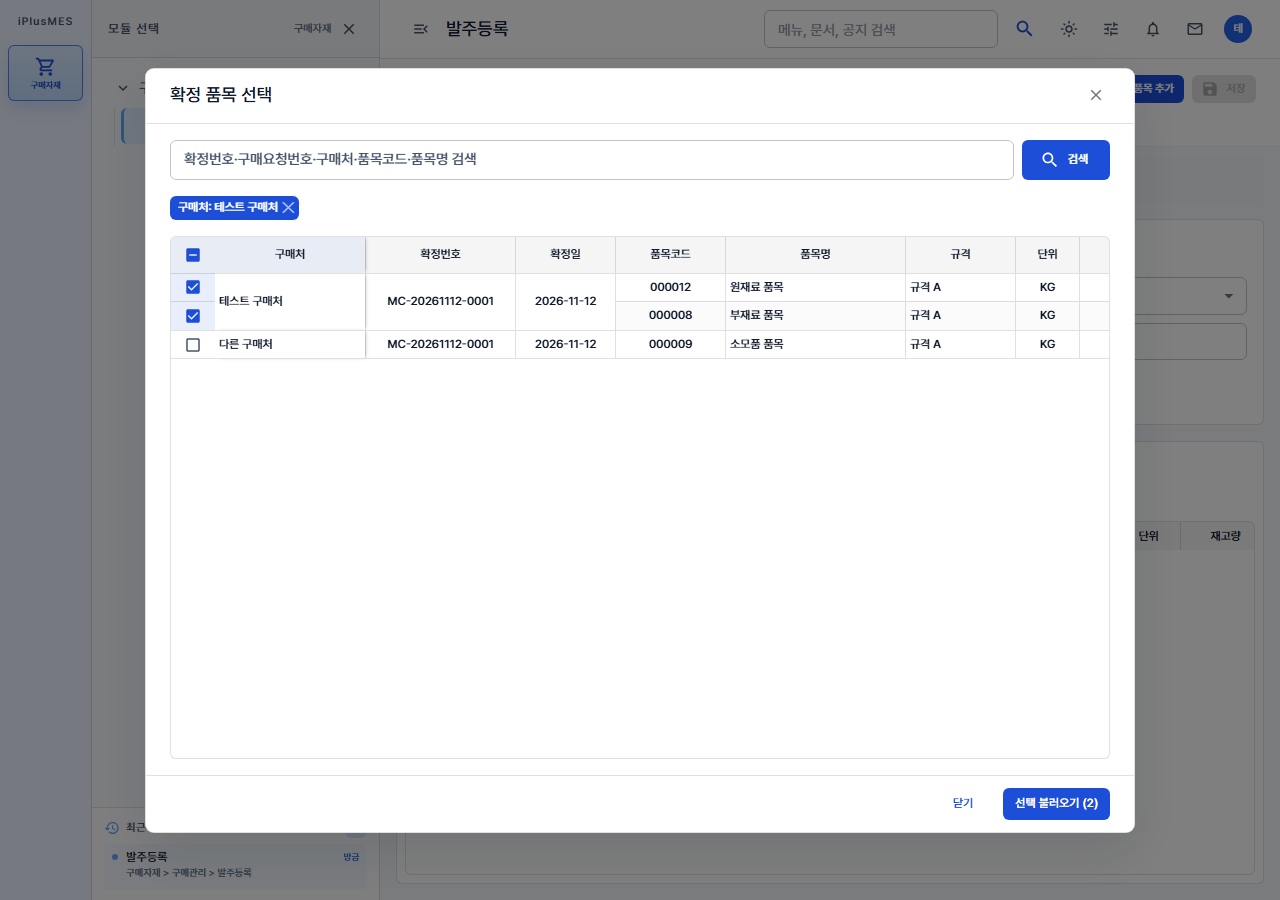 iPlusMES
구매자재
모듈 선택
구매자재
발주등록
메뉴, 문서, 공지 검색
테
품목 추가
저장
확정 품목 선택
확정번호·구매요청번호·구매처·품목코드·품목명 검색
검색
구매처: 테스트 구매처
구매처 확정번호 확정일 품목코드 품목명 규격 단위
테스트 구매처 MC-20261112-0001 2026-11-12 000012 원재료 품목 규격 A KG
000008 부재료 품목 규격 A KG
다른 구매처 MC-20261112-0001 2026-11-12 000009 소모품 품목 규격 A KG
단위 재고량
닫기
선택 불러오기 (2)
최근
발주등록 방금
구매자재 > 구매관리 > 발주등록